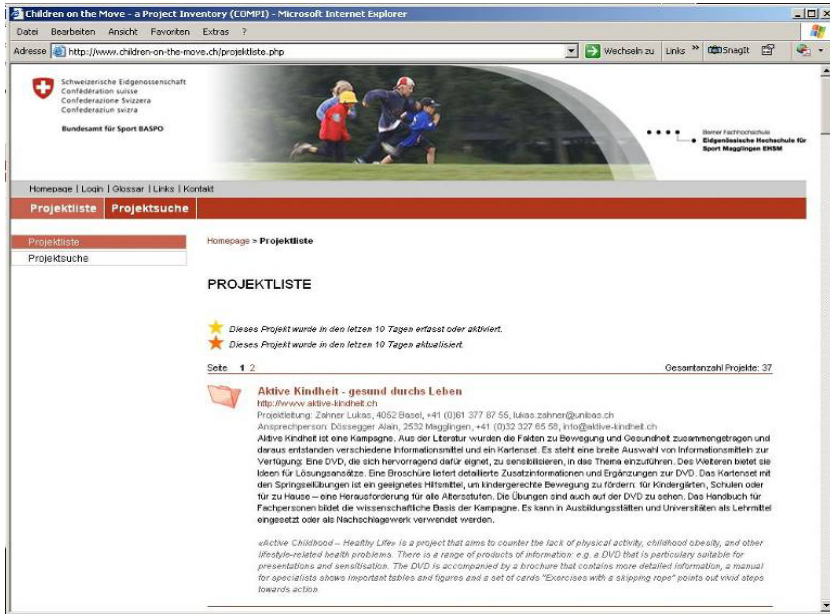 Children on the Move - a Project Inventory (COMPI) - Microsoft Internet Explorer
Datei Bearbeiten Ansicht Favoriten Extras ?
Adresse http://www.children-on-the-move.ch/projektliste.php Wechseln zu Links » SnagIt
Schweizerische Eidgenossenschaft
Confédération suisse
Confederazione Svizzera
Confederaziun svizra
Bundesamt für Sport BASPO
Berner Fachhochschule
Eidgenössische Hochschule für
Sport Magglingen EHSM
Homepage | Login | Glossar | Links | Kontakt
Projektliste Projektsuche
Projektliste
Projektsuche
Homepage > Projektliste
PROJEKTLISTE
Dieses Projekt wurde in den letzen 10 Tagen erfasst oder aktiviert.
Dieses Projekt wurde in den letzen 10 Tagen aktualisiert.
Seite 1 2 Gesamtanzahl Projekte: 37
Aktive Kindheit - gesund durchs Leben
http://www.aktive-kindheit.ch
Projektleitung: Zahner Lukas, 4052 Basel, +41 (0)61 377 87 55, lukas.zahner@unibas.ch
Ansprechperson: Dössegger Alain, 2532 Magglingen, +41 (0)32 327 65 58, info@aktive-kindheit.ch
Aktive Kindheit ist eine Kampagne. Aus der Literatur wurden die Fakten zu Bewegung und Gesundheit zusammengetragen und
daraus entstanden verschiedene Informationsmittel und ein Kartenset. Es steht eine breite Auswahl von Informationsmitteln zur
Verfügung: Eine DVD, die sich hervorragend dafür eignet, zu sensibilisieren, in das Thema einzuführen. Des Weiteren bietet sie
Ideen für Lösungsansätze. Eine Broschüre liefert detaillierte Zusatzinformationen und Ergänzungen zur DVD. Das Kartenset mit
den Springseilübungen ist ein geeignetes Hilfsmittel, um kindergerechte Bewegung zu fördern: für Kindergärten, Schulen oder
für zu Hause – eine Herausforderung für alle Altersstufen. Die Übungen sind auch auf der DVD zu sehen. Das Handbuch für
Fachpersonen bildet die wissenschaftliche Basis der Kampagne. Es kann in Ausbildungsstätten und Universitäten als Lehrmittel
eingesetzt oder als Nachschlagewerk verwendet werden.
«Active Childhood – Healthy Life» is a project that aims to counter the lack of physical activity, childhood obesity, and other
lifestyle-related health problems. There is a range of products of information: e.g. a DVD that is particulary suitable for
presentations and sensitisation. The DVD is accompanied by a brochure that contains more detailed information, a manual
for specialists shows important tables and figures and a set of cards "Exercises with a skipping rope" points out vivid steps
towards action.